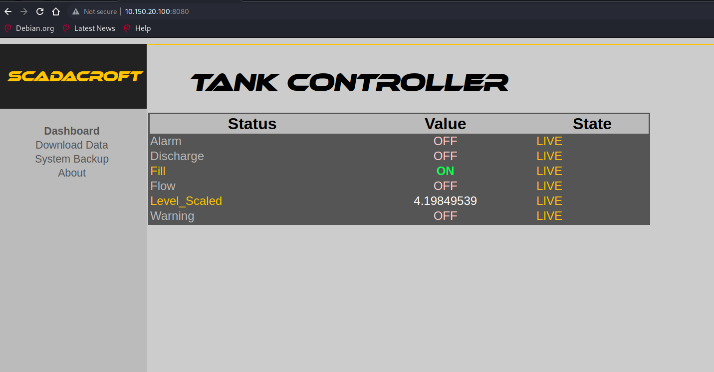 Not secure 10.150.20.100:8080
Debian.org Latest News Help
SCADACROFT
TANK CONTROLLER
Dashboard
Download Data
System Backup
About
Status Value State
Alarm OFF LIVE
Discharge OFF LIVE
Fill ON LIVE
Flow OFF LIVE
Level_Scaled 4.19849539 LIVE
Warning OFF LIVE